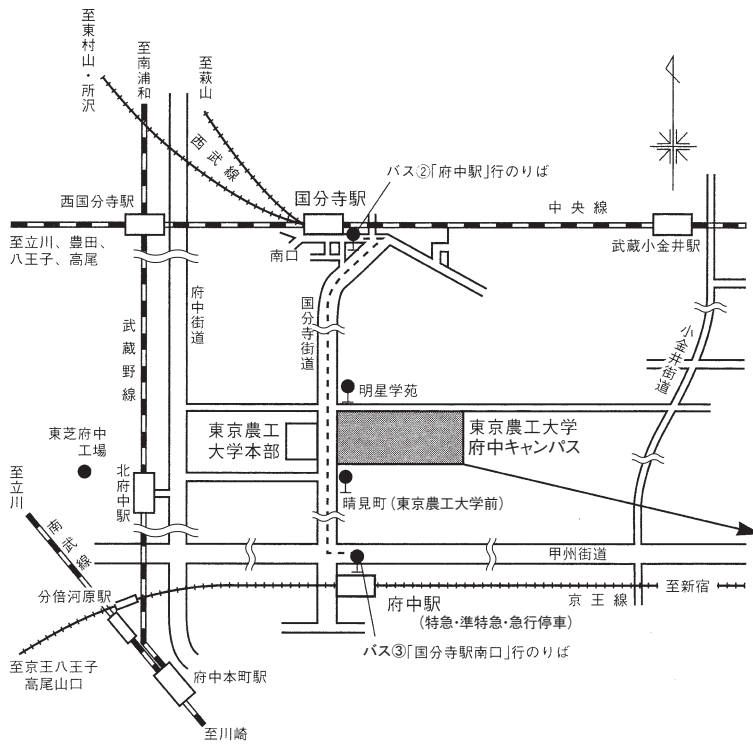 至東村山・所沢
至南浦和
至萩山
西武線
バス②「府中駅」行のりば
西国分寺駅
国分寺駅
中央線
至立川、豊田、
八王子、高尾
南口
武蔵小金井駅
府中街道
国分寺街道
武蔵野線
小金井街道
明星学苑
東芝府中
工場
東京農工
大学本部
東京農工大学
府中キャンパス
至立川
北府中駅
晴見町(東京農工大学前)
南武線
甲州街道
分倍河原駅
府中駅
京王線
至新宿
(特急・準特急・急行停車)
バス③「国分寺駅南口」行のりば
至京王八王子
高尾山口
府中本町駅
至川崎